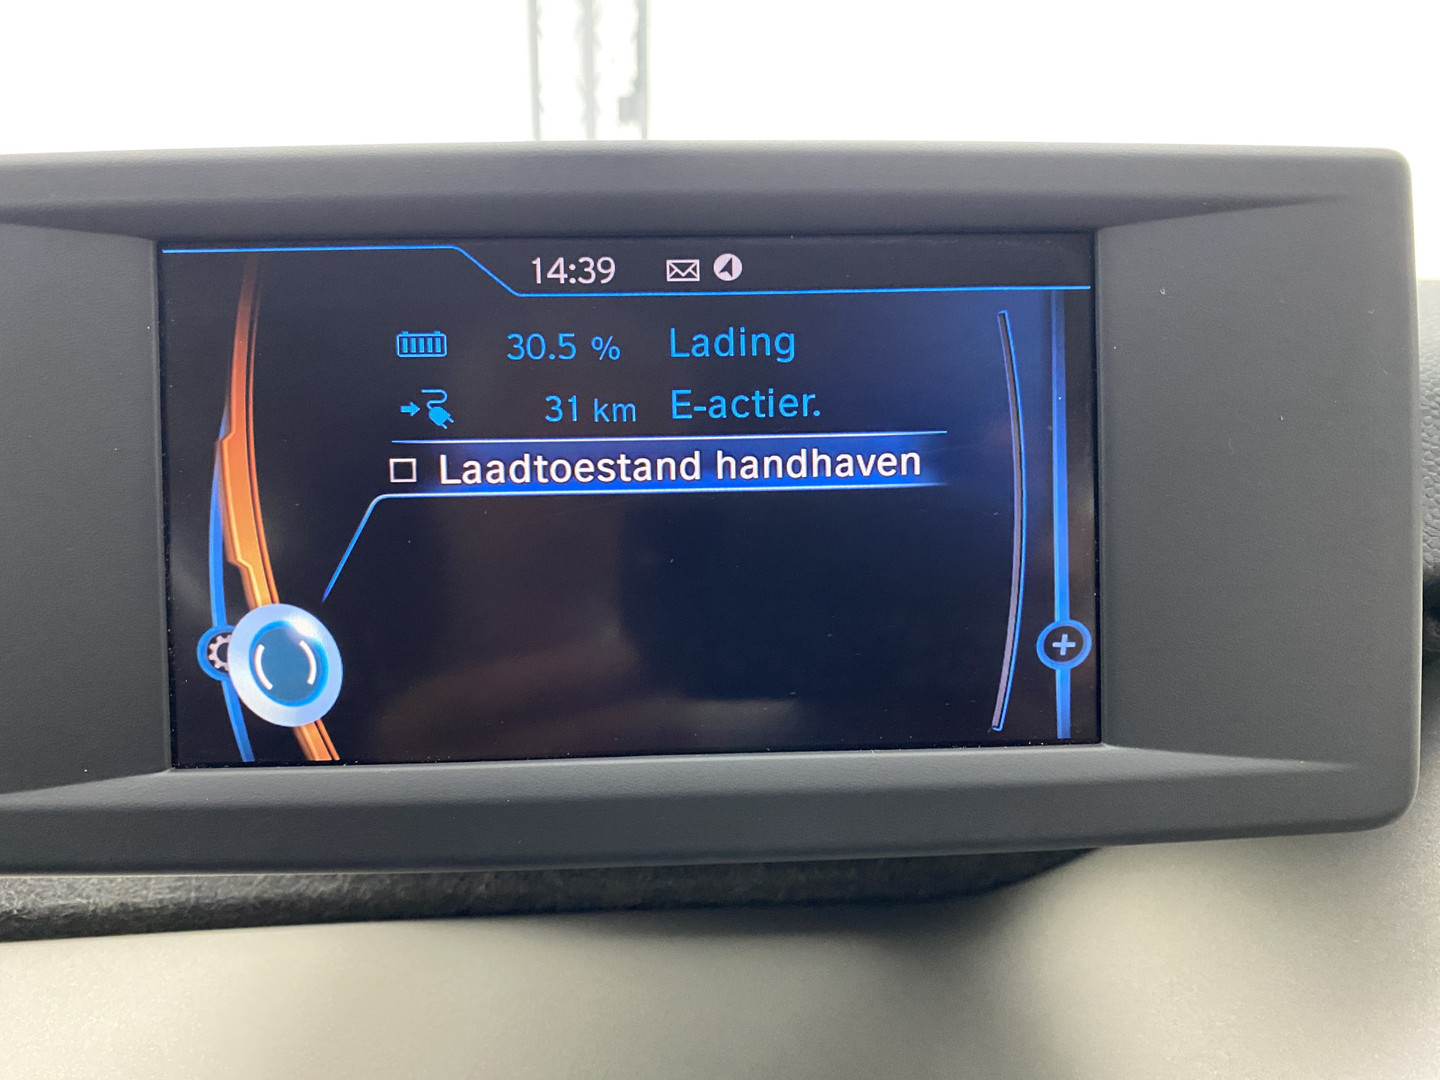 14:39
30.5 % Lading
31 km E-actier.
Laadtoestand handhaven